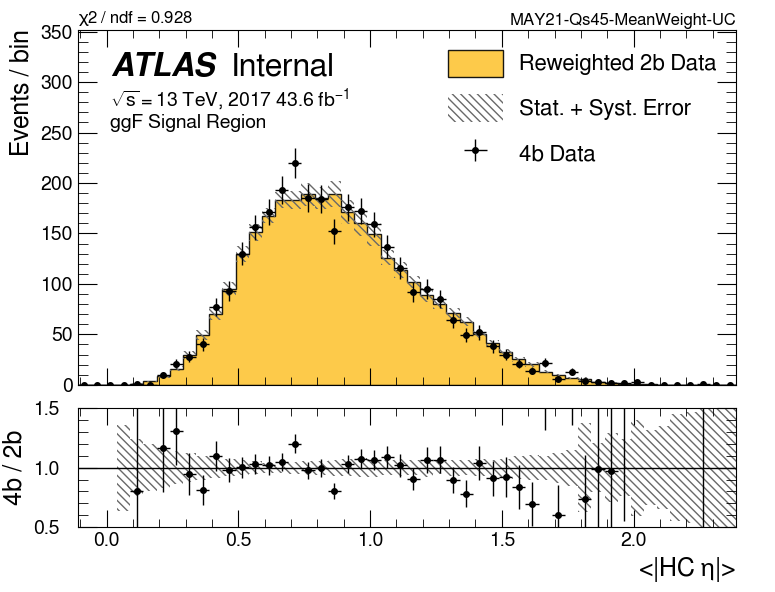 χ2 / ndf = 0.928 MAY21-Qs45-MeanWeight-UC
Events / bin
350
300
250
200
150
100
50
0
ATLAS Internal
√s = 13 TeV, 2017 43.6 fb−1
ggF Signal Region
Reweighted 2b Data
Stat. + Syst. Error
4b Data
4b / 2b
1.5
1.0
0.5
0.0 0.5 1.0 1.5 2.0
<|HC η|>